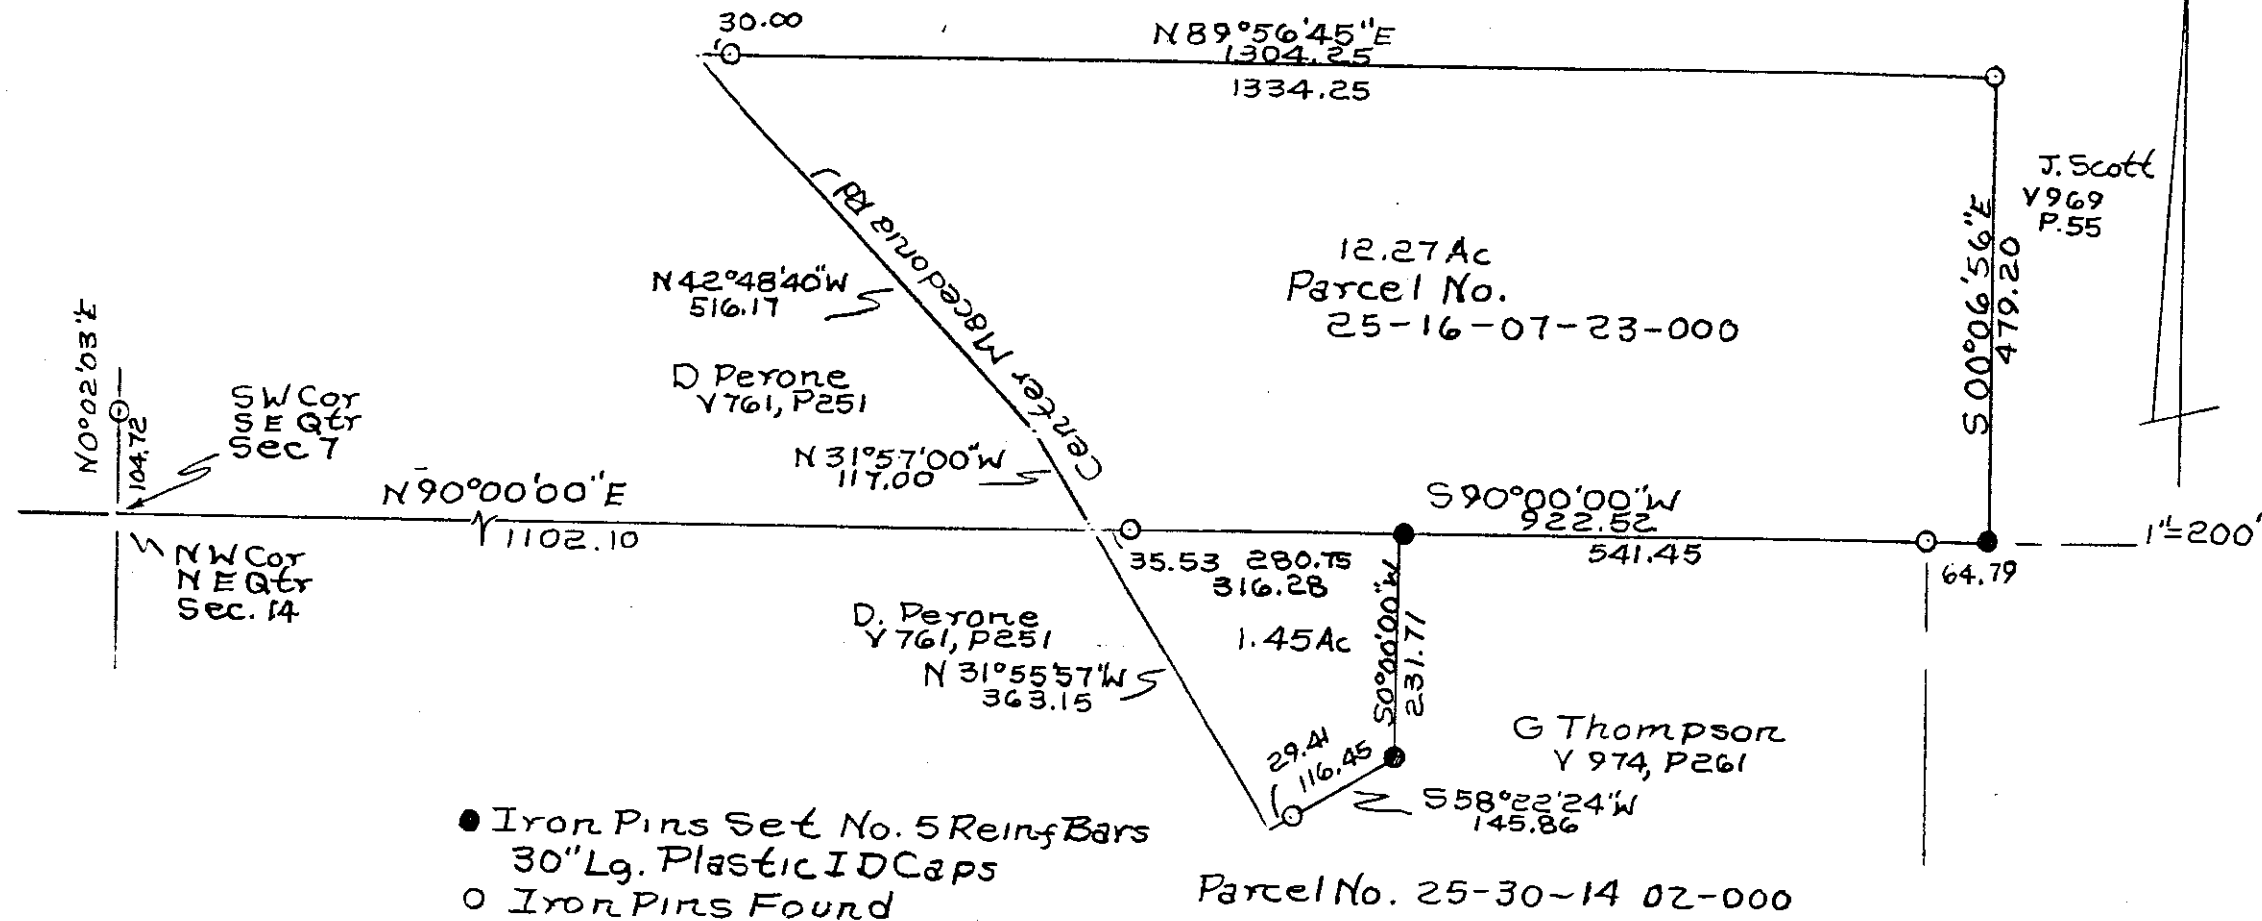 30.00
N89°56'45"E
1304.25
1334.25
J. Scott
V969
P.55
S00°06'56"E
479.20
12.27 Ac
Parcel No.
25-16-07-23-000
Center Macedonia Rd
N42°48'40"W
516.17
D Perone
V761, P251
N31°57'00"W
117.00
N0°02'03"E
104.72
SW Cor
SE Qtr
Sec 7
N90°00'00"E
1102.10
NW Cor
NE Qtr
Sec. 14
S90°00'00"W
922.52
541.45
64.79
1"=200'
35.53 280.75
316.28
1.45Ac
S0°00'00"W
231.71
D. Perone
V761, P251
N31°55'57"W
363.15
29.41
116.45
S58°22'24"W
145.86
G Thompson
V 974, P261
Iron Pins Set No. 5 Reinf Bars
30" Lg. Plastic ID Caps
Iron Pins Found
Parcel No. 25-30-14 02-000